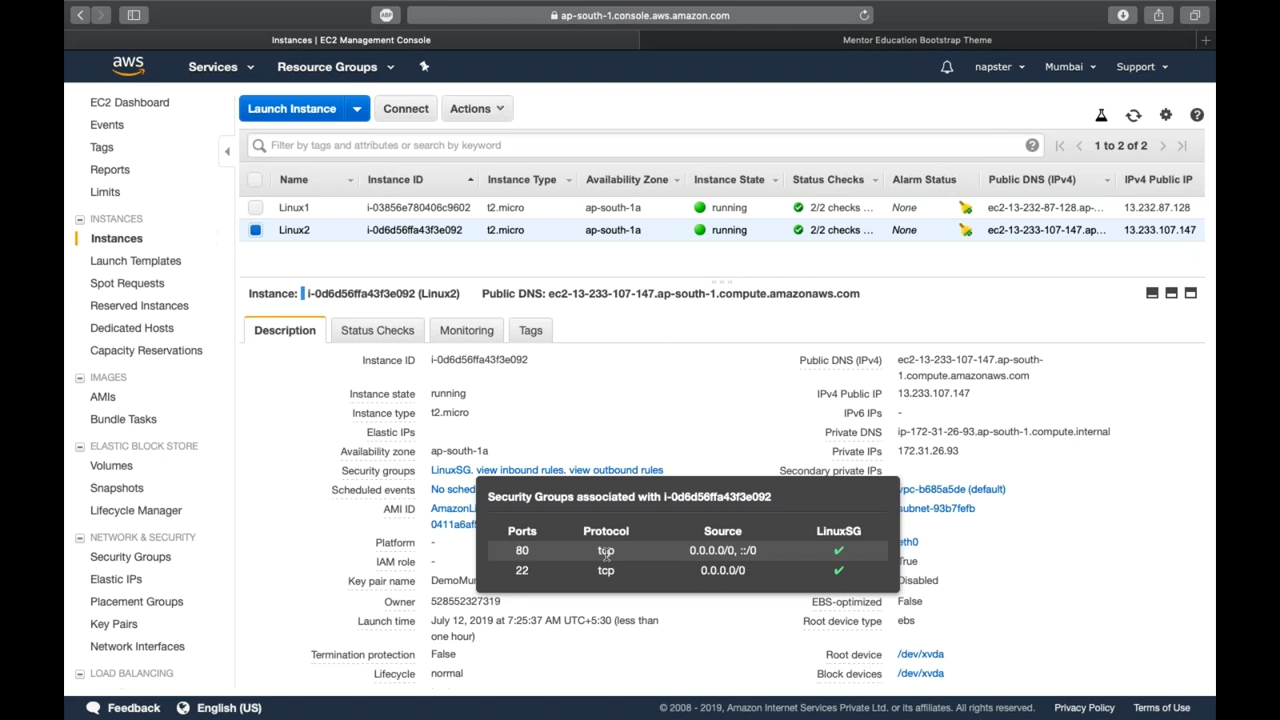 ABP
ap-south-1.console.aws.amazon.com
Instances | EC2 Management Console
Mentor Education Bootstrap Theme
aws
Services
Resource Groups
napster
Mumbai
Support
EC2 Dashboard
Events
Tags
Reports
Limits
INSTANCES
Instances
Launch Templates
Spot Requests
Reserved Instances
Dedicated Hosts
Capacity Reservations
IMAGES
AMIs
Bundle Tasks
ELASTIC BLOCK STORE
Volumes
Snapshots
Lifecycle Manager
NETWORK & SECURITY
Security Groups
Elastic IPs
Placement Groups
Key Pairs
Network Interfaces
LOAD BALANCING
Launch Instance
Connect
Actions
Filter by tags and attributes or search by keyword
1 to 2 of 2
Name Instance ID Instance Type Availability Zone Instance State Status Checks Alarm Status Public DNS (IPv4) IPv4 Public IP
Linux1 i-03856e780406c9602 t2.micro ap-south-1a running 2/2 checks ... None ec2-13-232-87-128.ap-... 13.232.87.128
Linux2 i-0d6d56ffa43f3e092 t2.micro ap-south-1a running 2/2 checks ... None ec2-13-233-107-147.ap... 13.233.107.147
Instance: i-0d6d56ffa43f3e092 (Linux2) Public DNS: ec2-13-233-107-147.ap-south-1.compute.amazonaws.com
Description
Status Checks
Monitoring
Tags
Instance ID i-0d6d56ffa43f3e092
Instance state running
Instance type t2.micro
Elastic IPs
Availability zone ap-south-1a
Security groups LinuxSG. view inbound rules. view outbound rules
Scheduled events No sched
AMI ID AmazonL
0411a6af
Platform -
IAM role -
Key pair name DemoMu
Owner 528552327319
Launch time July 12, 2019 at 7:25:37 AM UTC+5:30 (less than
one hour)
Termination protection False
Lifecycle normal
Public DNS (IPv4) ec2-13-233-107-147.ap-south-
1.compute.amazonaws.com
IPv4 Public IP 13.233.107.147
IPv6 IPs -
Private DNS ip-172-31-26-93.ap-south-1.compute.internal
Private IPs 172.31.26.93
Secondary private IPs
vpc-b685a5de (default)
subnet-93b7fefb
eth0
True
Disabled
EBS-optimized False
Root device type ebs
Root device /dev/xvda
Block devices /dev/xvda
Security Groups associated with i-0d6d56ffa43f3e092
Ports Protocol Source LinuxSG
80 tcp 0.0.0.0/0, ::/0 ✔
22 tcp 0.0.0.0/0 ✔
Feedback
English (US)
© 2008 - 2019, Amazon Internet Services Private Ltd. or its affiliates. All rights reserved.
Privacy Policy
Terms of Use